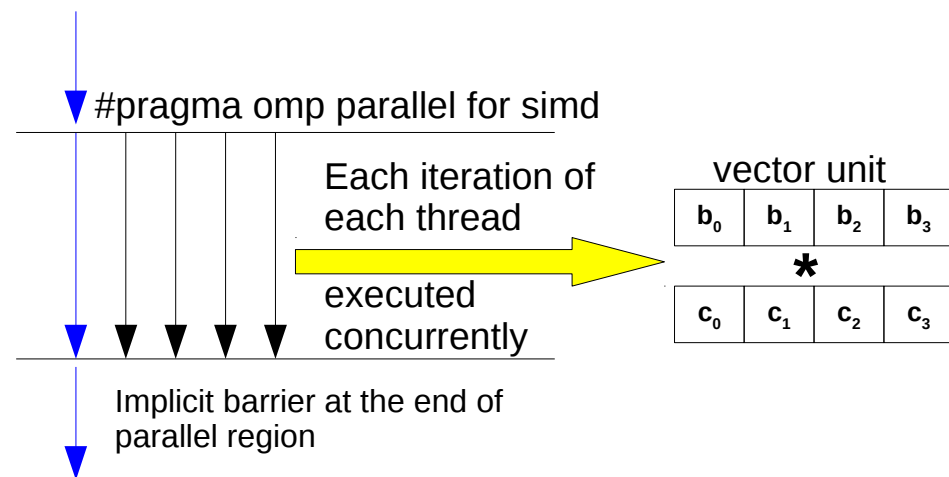 #pragma omp parallel for simd
Each iteration of
each thread
executed
concurrently
vector unit
b₀ b₁ b₂ b₃
*
c₀ c₁ c₂ c₃
Implicit barrier at the end of
parallel region